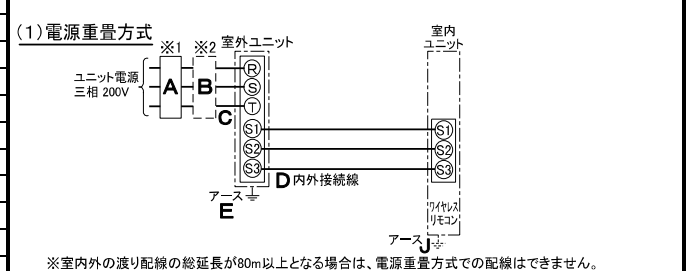 (1)電源重畳方式
※1 ※2 室外ユニット
室内
ユニット
ユニット電源
三相 200V
A B
R
S
T
C
S1 S1
S2 S2
S3 S3
D 内外接続線
アース
E
ワイヤレス
リモコン
アース J
※室内外の渡り配線の総延長が80m以上となる場合は、電源重畳方式での配線はできません。